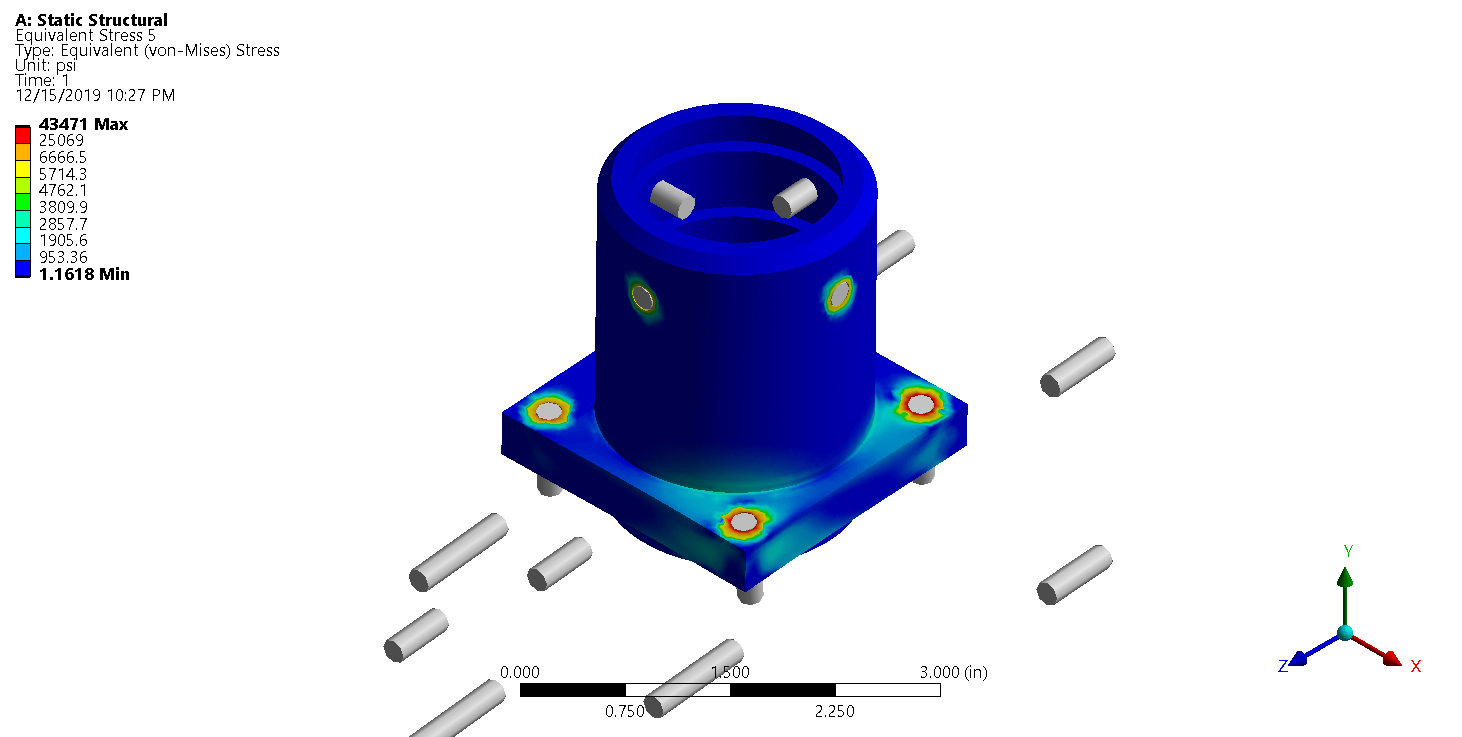 A: Static Structural
Equivalent Stress 5
Type: Equivalent (von-Mises) Stress
Unit: psi
Time: 1
12/15/2019 10:27 PM
43471 Max
25069
6666.5
5714.3
4762.1
3809.9
2857.7
1905.6
953.36
1.1618 Min
0.000 1.500 3.000 (in)
0.750 2.250
Y
Z X